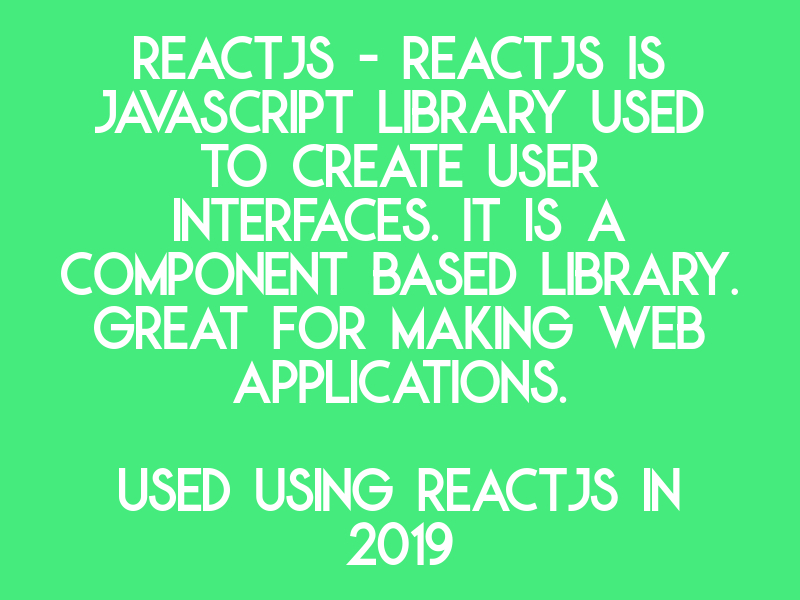 REACTJS - REACTJS IS
JAVASCRIPT LIBRARY USED
TO CREATE USER
INTERFACES. IT IS A
COMPONENT BASED LIBRARY.
GREAT FOR MAKING WEB
APPLICATIONS.
USED USING REACTJS IN
2019